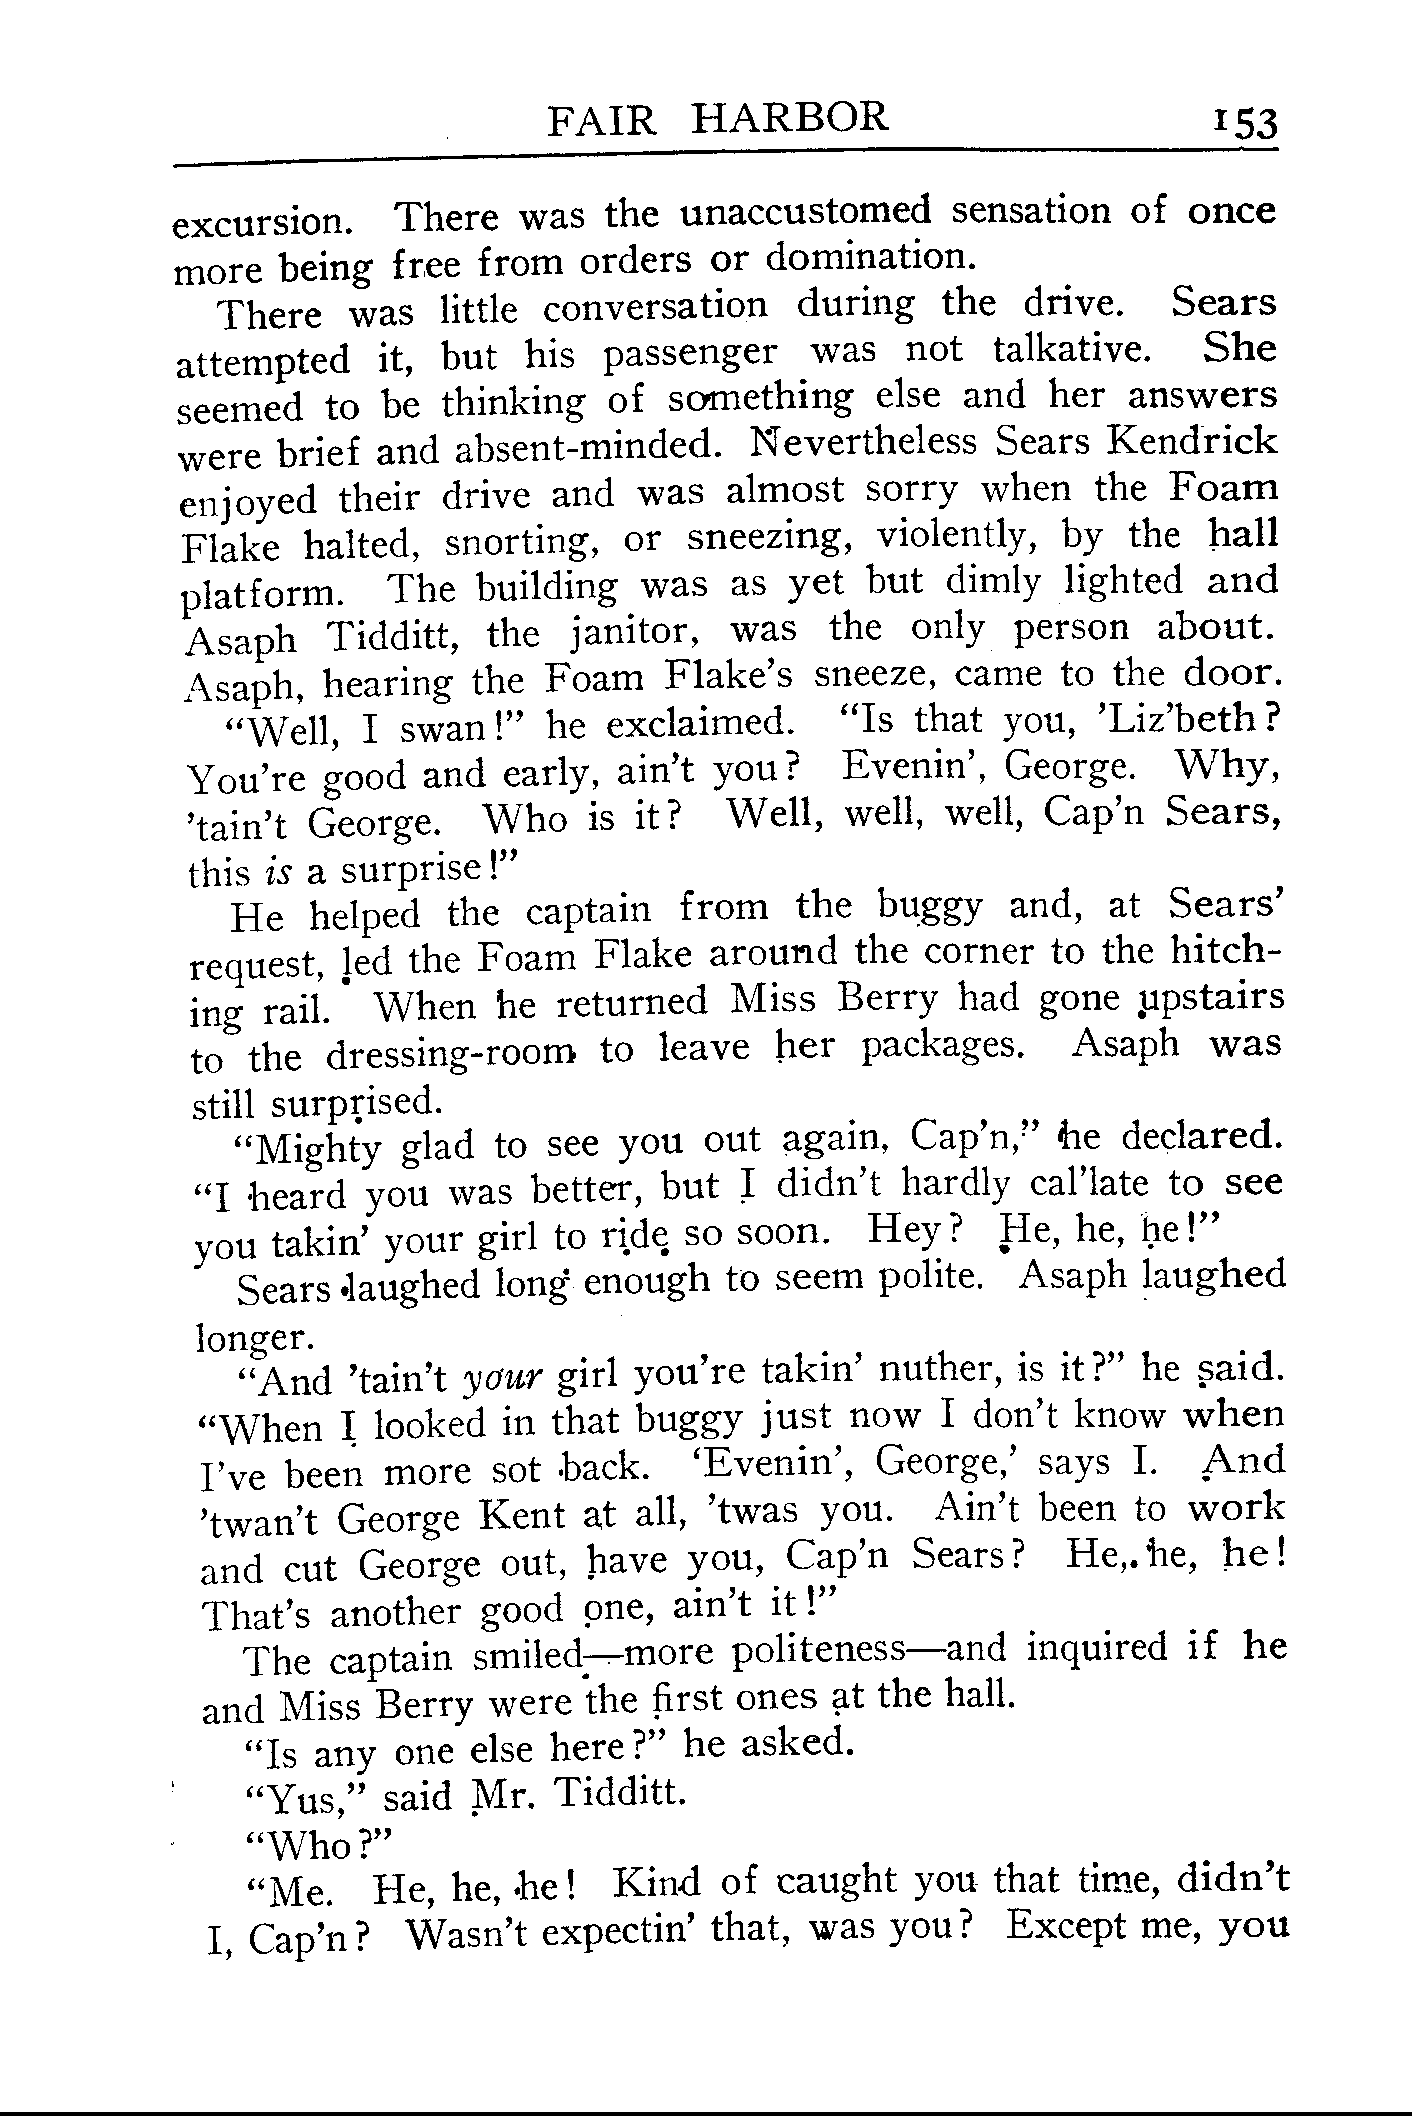 FAIR HARBOR 153
excursion. There was the unaccustomed sensation of once
more being free from orders or domination.
There was little conversation during the drive. Sears
attempted it, but his passenger was not talkative. She
seemed to be thinking of something else and her answers
were brief and absent-minded. Nevertheless Sears Kendrick
enjoyed their drive and was almost sorry when the Foam
Flake halted, snorting, or sneezing, violently, by the hall
platform. The building was as yet but dimly lighted and
Asaph Tidditt, the janitor, was the only person about.
Asaph, hearing the Foam Flake’s sneeze, came to the door.
“Well, I swan!” he exclaimed. “Is that you, ’Liz’beth?
You’re good and early, ain’t you? Evenin’, George. Why,
’tain’t George. Who is it? Well, well, well, Cap’n Sears,
this is a surprise!”
He helped the captain from the buggy and, at Sears’
request, led the Foam Flake around the corner to the hitch-
ing rail. When he returned Miss Berry had gone upstairs
to the dressing-room to leave her packages. Asaph was
still surprised.
“Mighty glad to see you out again, Cap’n,” he declared.
“I heard you was better, but I didn’t hardly cal’late to see
you takin’ your girl to ride so soon. Hey? He, he, he!”
Sears laughed long enough to seem polite. Asaph laughed
longer.
“And ’tain’t your girl you’re takin’ nuther, is it?” he said.
“When I looked in that buggy just now I don’t know when
I’ve been more sot back. ‘Evenin’, George,’ says I. And
’twan’t George Kent at all, ’twas you. Ain’t been to work
and cut George out, have you, Cap’n Sears? He, he, he!
That’s another good one, ain’t it!”
The captain smiled—more politeness—and inquired if he
and Miss Berry were the first ones at the hall.
“Is any one else here?” he asked.
“Yus,” said Mr. Tidditt.
“Who?”
“Me. He, he, he! Kind of caught you that time, didn’t
I, Cap’n? Wasn’t expectin’ that, was you? Except me, you